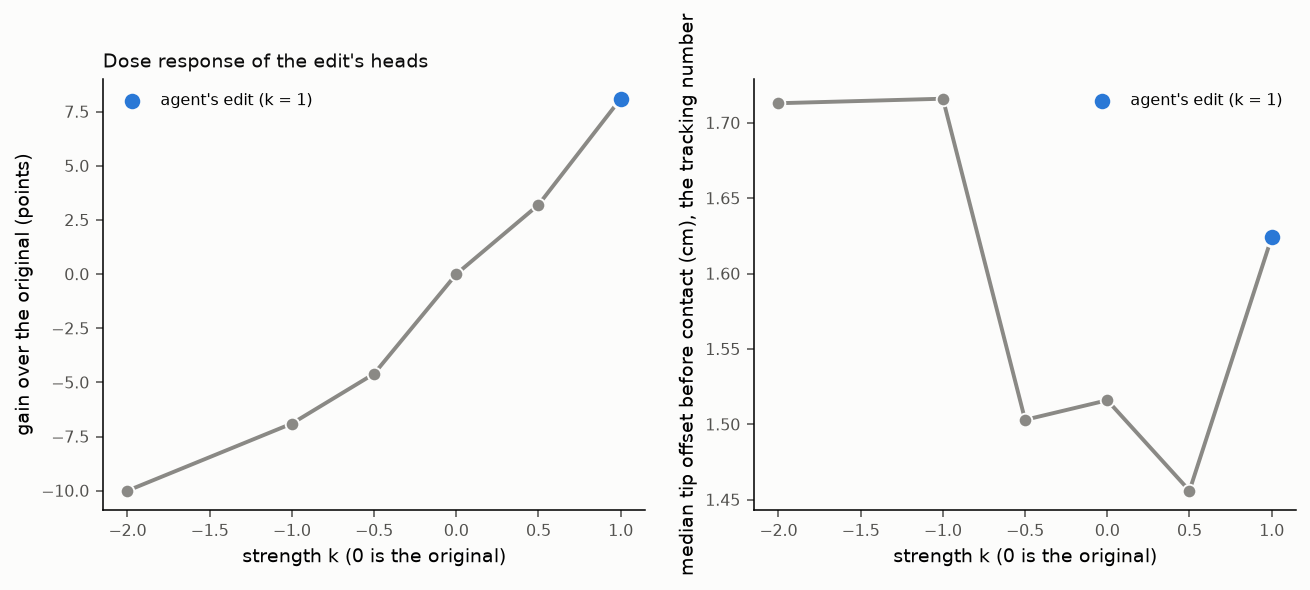 Dose response of the edit's heads
agent's edit (k = 1)
gain over the original (points)
7.5
5.0
2.5
0.0
−2.5
−5.0
−7.5
−10.0
−2.0 −1.5 −1.0 −0.5 0.0 0.5 1.0
strength k (0 is the original)
agent's edit (k = 1)
median tip offset before contact (cm), the tracking number
1.70
1.65
1.60
1.55
1.50
1.45
−2.0 −1.5 −1.0 −0.5 0.0 0.5 1.0
strength k (0 is the original)